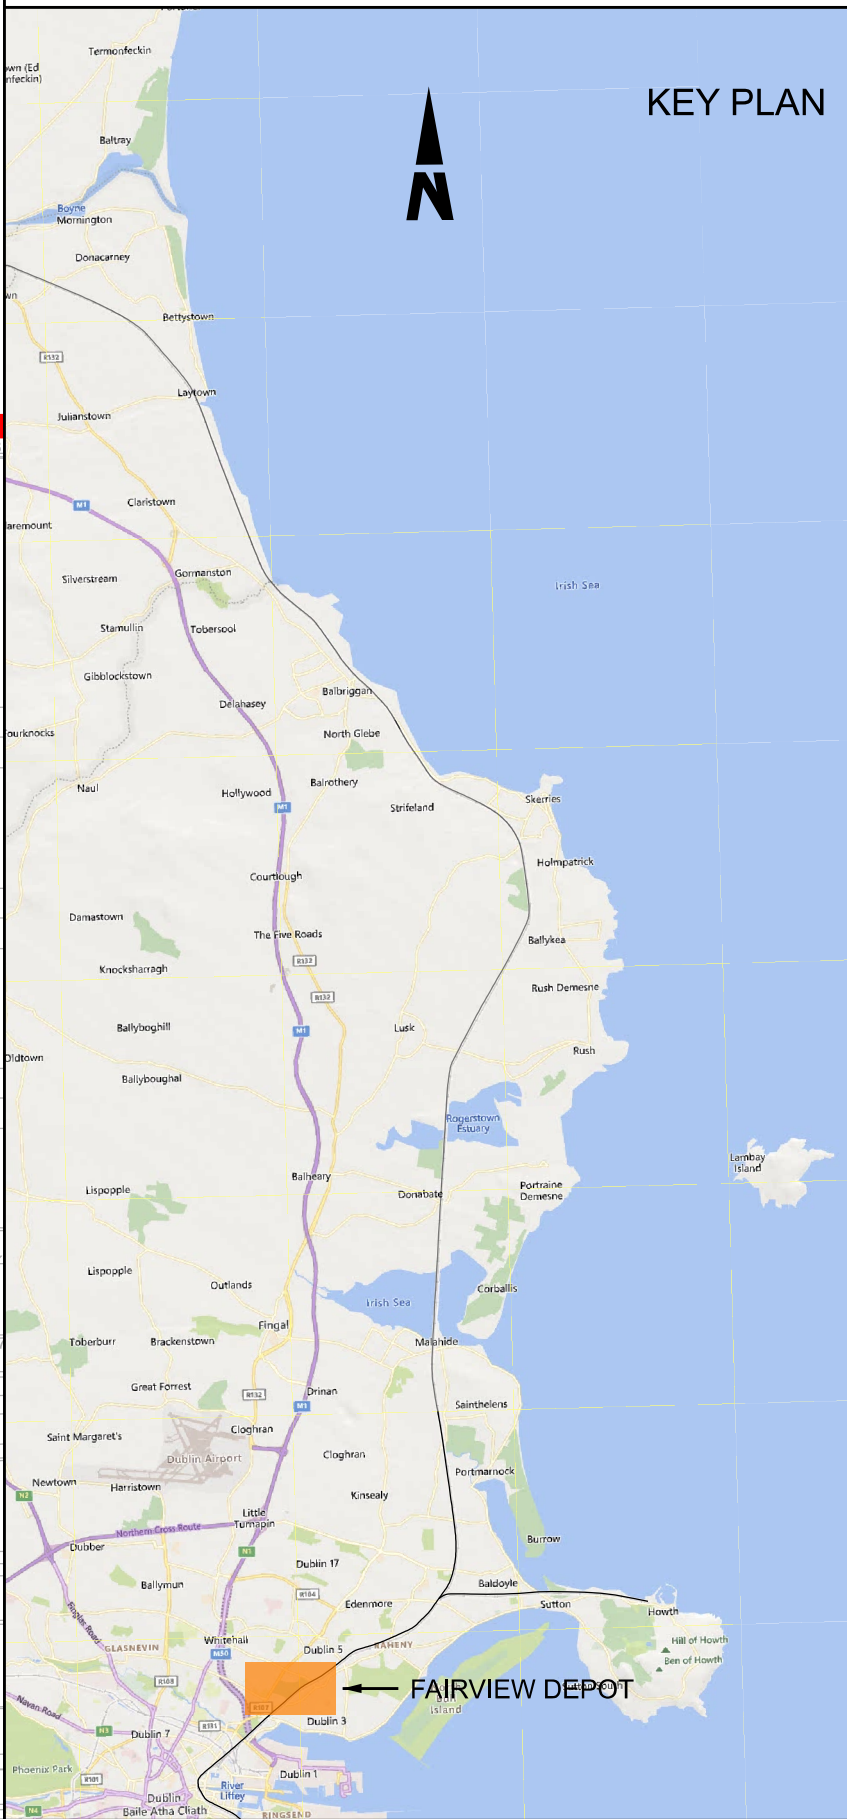 Termonfeckin
KEY PLAN
Baltray
N
Boyne
Mornington
Donacarney
Bettystown
R132
Laytown
Julianstown
M1
Claristown
Gormanston
Silverstream
Irish Sea
Stamullin
Tobersool
Gibblockstown
Balbriggan
Delahasey
North Glebe
Naul
Hollywood
Balrothery
M1
Strifeland
Skerries
Holmpatrick
Courtlough
Damastown
The Five Roads
Ballykea
R132
Knocksharragh
Rush Demesne
R132
Ballyboghill
M1
Lusk
Rush
Oldtown
Ballyboughal
Rogerstown
Estuary
Lambay
Island
Balheary
Lispopple
Donabate
Portraine
Demesne
Lispopple
Outlands
Corballis
Irish Sea
Fingal
Toberburr
Brackenstown
Malahide
Great Forrest
R132
Drinan
M1
Sainthelens
Saint Margaret's
Cloghran
Dublin Airport
Cloghran
Portmarnock
Newtown
Harristown
Kinsealy
N2
Little
Turnapin
Northern Cross Route
Burrow
Dubber
N1
Dublin 17
Ballymun
R104
Baldoyle
Edenmore
Sutton
Howth
Finglas Road
Whitehall
GLASNEVIN
Dublin 5
RAHENY
Hill of Howth
M50
Ben of Howth
R108
FAIRVIEW DEPOT
Island
R107
Navan Road
N3
Dublin 7
R131
Dublin 3
Phoenix Park
R101
Dublin 1
River
Liffey
N4
Dublin
Baile Atha Cliath
RINGSEND